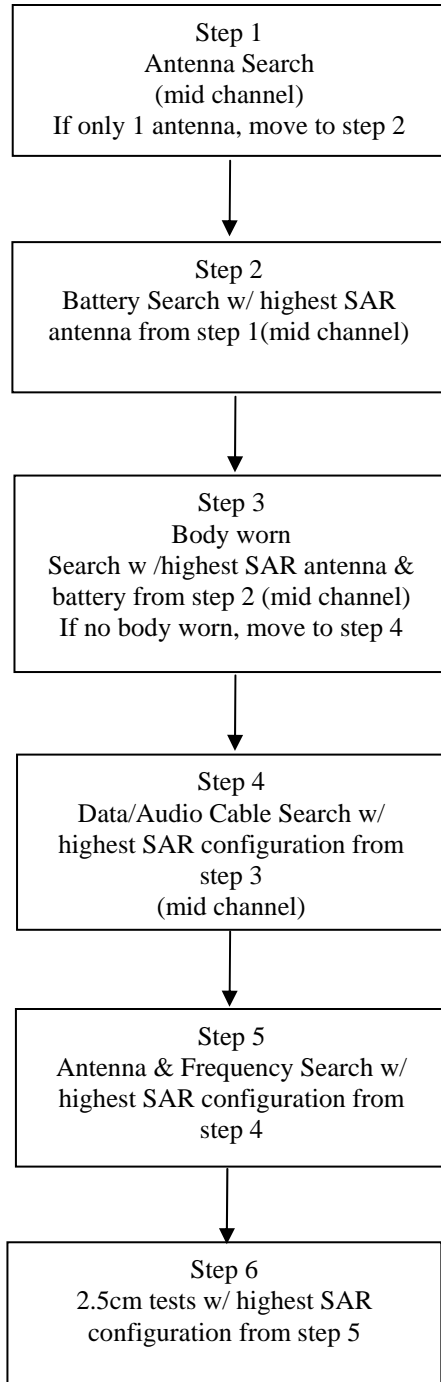 Step 1
Antenna Search
(mid channel)
If only 1 antenna, move to step 2
Step 2
Battery Search w/ highest SAR
antenna from step 1(mid channel)
Step 3
Body worn
Search w /highest SAR antenna &
battery from step 2 (mid channel)
If no body worn, move to step 4
Step 4
Data/Audio Cable Search w/
highest SAR configuration from
step 3
(mid channel)
Step 5
Antenna & Frequency Search w/
highest SAR configuration from
step 4
Step 6
2.5cm tests w/ highest SAR
configuration from step 5